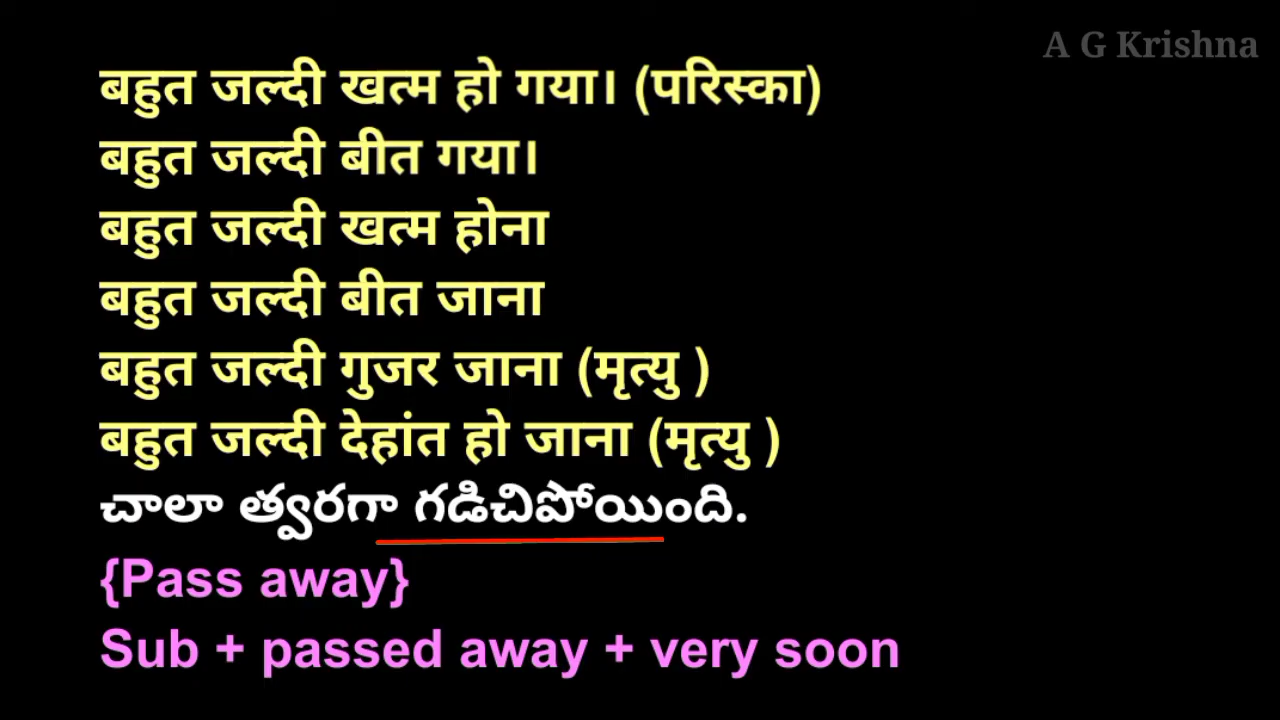 A G Krishna
बहुत जल्दी खत्म हो गया। (परिस्का)
बहुत जल्दी बीत गया।
बहुत जल्दी खत्म होना
बहुत जल्दी बीत जाना
बहुत जल्दी गुजर जाना (मृत्यु )
बहुत जल्दी देहांत हो जाना (मृत्यु )
చాలా త్వరగా గడిచిపోయింది.
{Pass away}
Sub + passed away + very soon